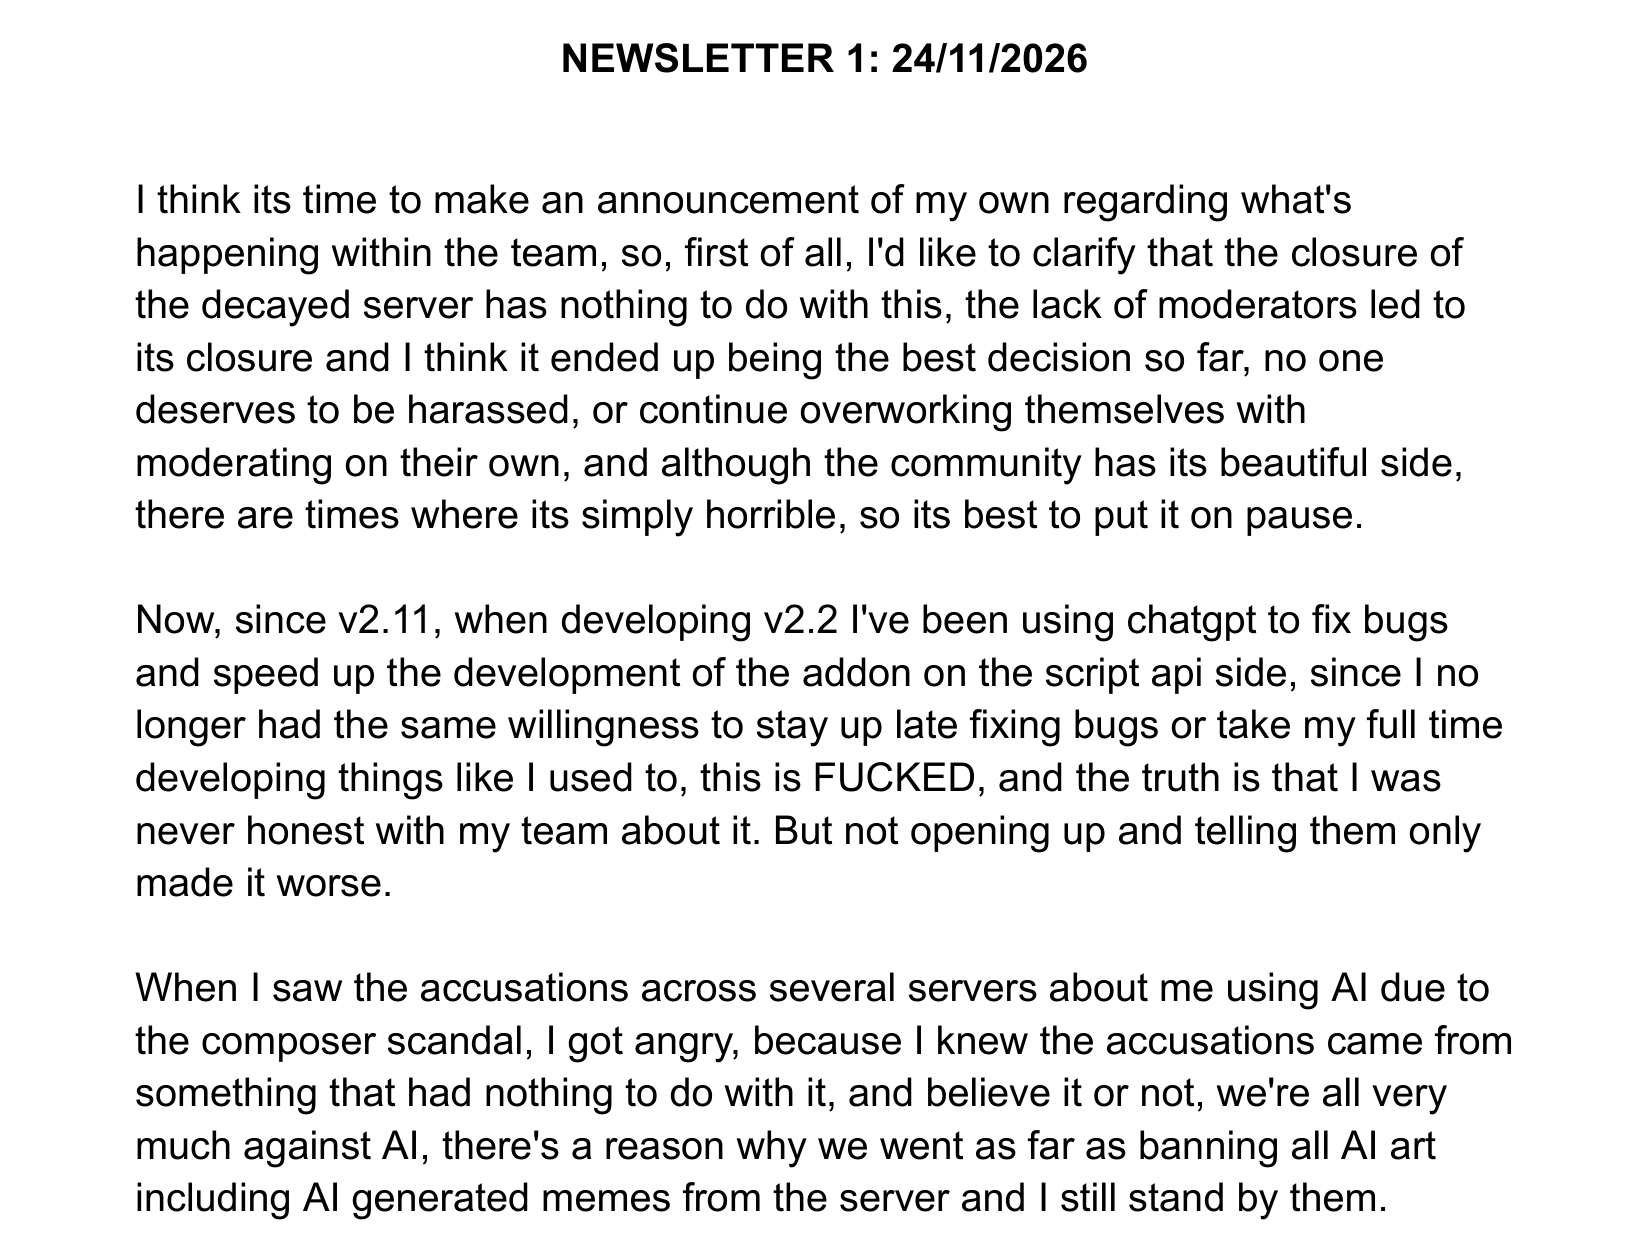 NEWSLETTER 1: 24/11/2026
I think its time to make an announcement of my own regarding what's
happening within the team, so, first of all, I'd like to clarify that the closure of
the decayed server has nothing to do with this, the lack of moderators led to
its closure and I think it ended up being the best decision so far, no one
deserves to be harassed, or continue overworking themselves with
moderating on their own, and although the community has its beautiful side,
there are times where its simply horrible, so its best to put it on pause.
Now, since v2.11, when developing v2.2 I've been using chatgpt to fix bugs
and speed up the development of the addon on the script api side, since I no
longer had the same willingness to stay up late fixing bugs or take my full time
developing things like I used to, this is FUCKED, and the truth is that I was
never honest with my team about it. But not opening up and telling them only
made it worse.
When I saw the accusations across several servers about me using AI due to
the composer scandal, I got angry, because I knew the accusations came from
something that had nothing to do with it, and believe it or not, we're all very
much against AI, there's a reason why we went as far as banning all AI art
including AI generated memes from the server and I still stand by them.